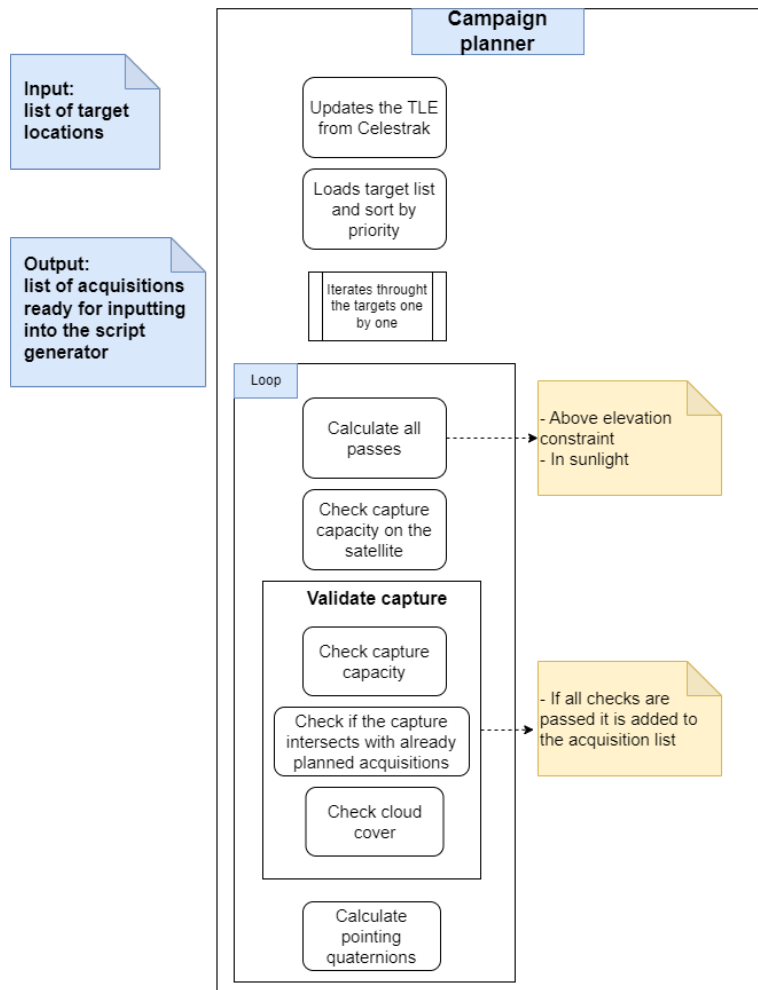 Campaign
planner
Input:
list of target
locations
Updates the TLE
from Celestrak
Loads target list
and sort by
priority
Output:
list of acquisitions
ready for inputting
into the script
generator
Iterates throught
the targets one
by one
Loop
Calculate all
passes
- Above elevation
constraint
- In sunlight
Check capture
capacity on the
satellite
Validate capture
Check capture
capacity
Check if the capture
intersects with already
planned acquisitions
- If all checks are
passed it is added to
the acquisition list
Check cloud
cover
Calculate
pointing
quaternions